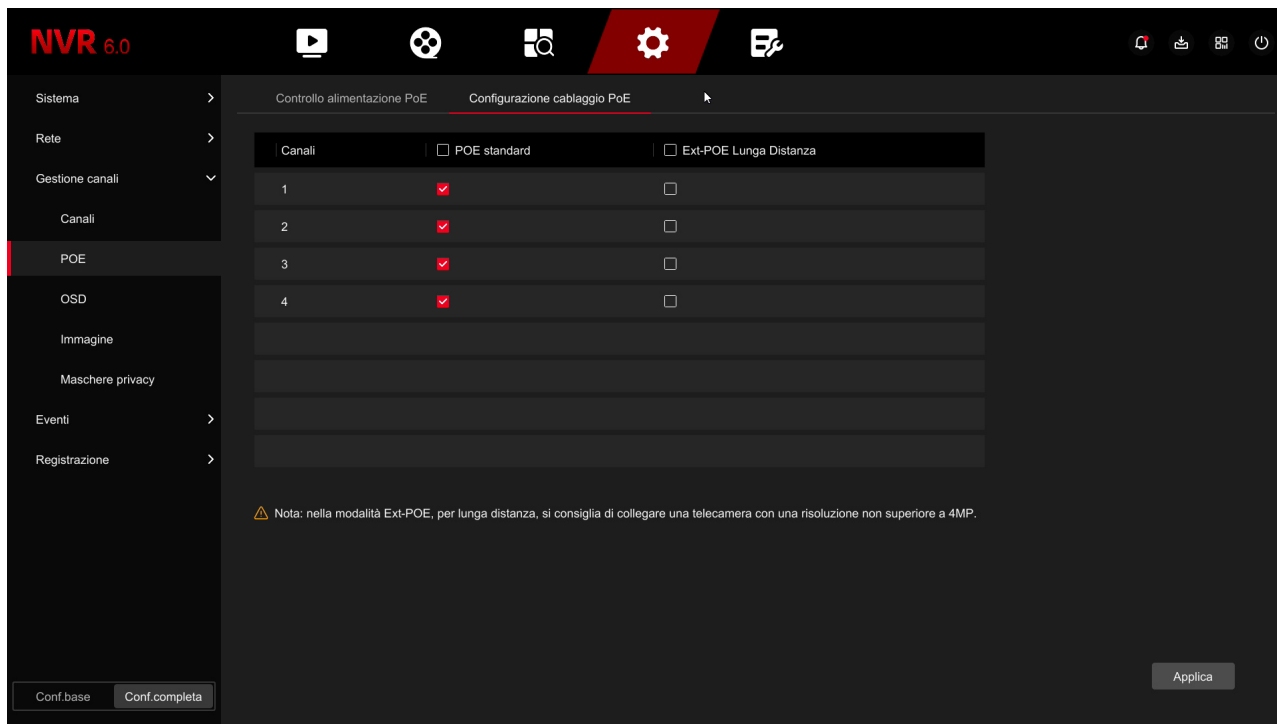 NVR 6.0
Sistema
Rete
Gestione canali
Canali
POE
OSD
Immagine
Maschere privacy
Eventi
Registrazione
Conf.base Conf.completa
Controllo alimentazione PoE Configurazione cablaggio PoE
Canali POE standard Ext-POE Lunga Distanza
1
2
3
4
Nota: nella modalità Ext-POE, per lunga distanza, si consiglia di collegare una telecamera con una risoluzione non superiore a 4MP.
Applica